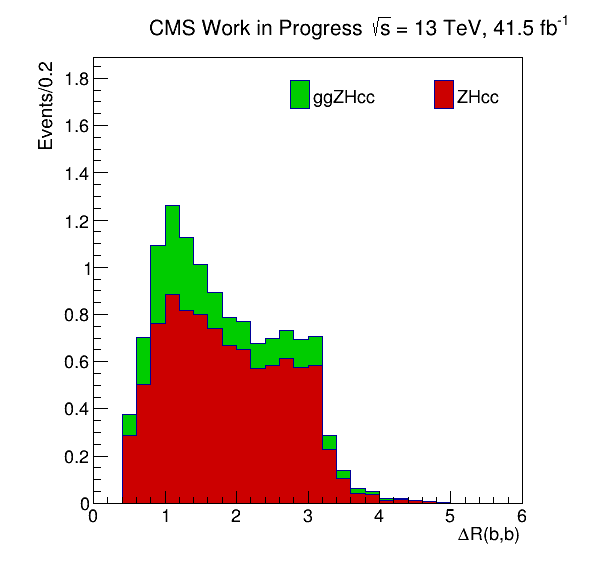 CMS Work in Progress √s = 13 TeV, 41.5 fb⁻¹
Events/0.2
ggZHcc
ZHcc
1.8
1.6
1.4
1.2
1
0.8
0.6
0.4
0.2
0
0 1 2 3 4 5 6
ΔR(b,b)